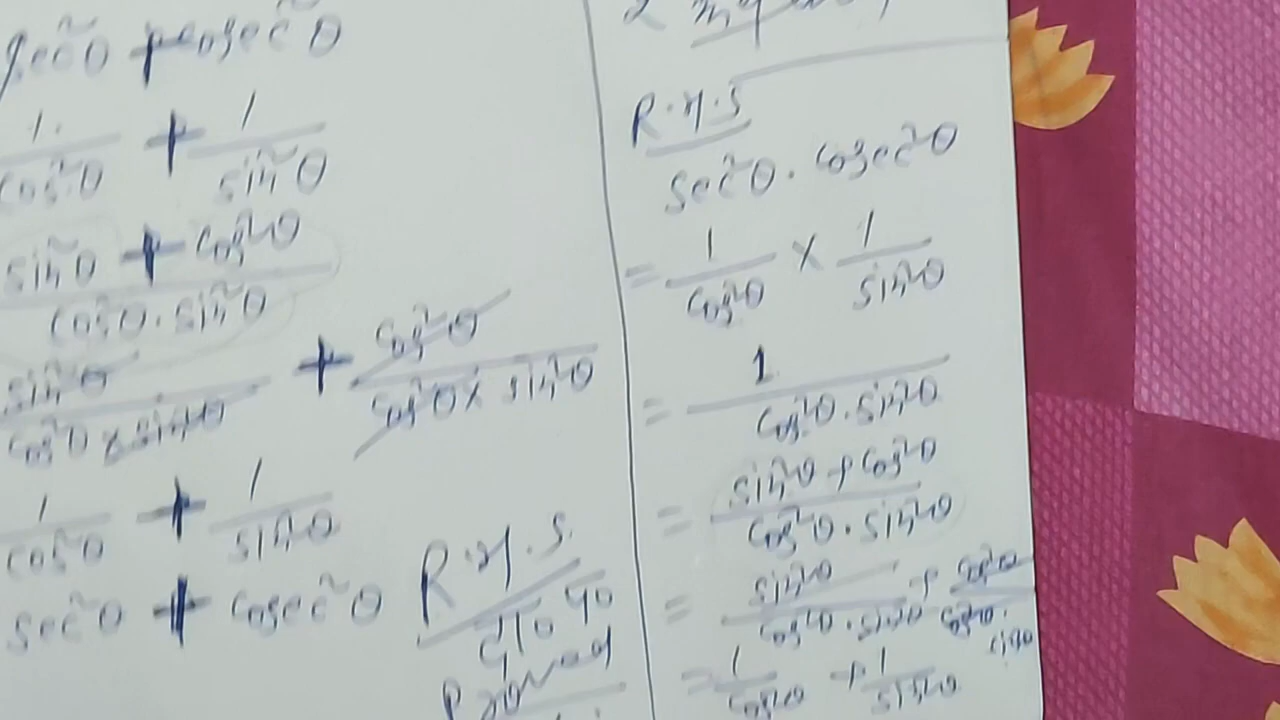 sec²θ + cosec²θ
1/cos²θ + 1/sin²θ
sin²θ + cos²θ / cos²θ . sin²θ
sin²θ / cos²θ × sin²θ + cos²θ / cos²θ × sin²θ
1/cos²θ + 1/sin²θ
sec²θ + cosec²θ
R.H.S.
Proved
R.H.S
sec²θ . cosec²θ
= 1/cos²θ × 1/sin²θ
= 1 / cos²θ . sin²θ
= sin²θ + cos²θ / cos²θ . sin²θ
= sin²θ / cos²θ . sin²θ + cos²θ / cos²θ . sin²θ
= 1/cos²θ + 1/sin²θ